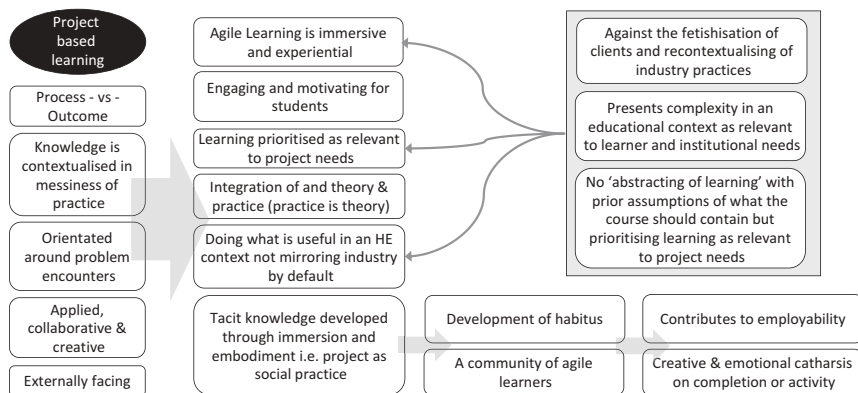 Project
based
learning
Process - vs -
Outcome
Knowledge is
contextualised in
messiness of
practice
Orientated
around problem
encounters
Applied,
collaborative &
creative
Externally facing
Agile Learning is immersive
and experiential
Engaging and motivating for
students
Learning prioritised as relevant
to project needs
Integration of and theory &
practice (practice is theory)
Doing what is useful in an HE
context not mirroring industry
by default
Tacit knowledge developed
through immersion and
embodiment i.e. project as
social practice
Against the fetishisation of
clients and recontextualising of
industry practices
Presents complexity in an
educational context as relevant
to learner and institutional needs
No ‘abstracting of learning’ with
prior assumptions of what the
course should contain but
prioritising learning as relevant
to project needs
Development of habitus
A community of agile
learners
Contributes to employability
Creative & emotional catharsis
on completion or activity